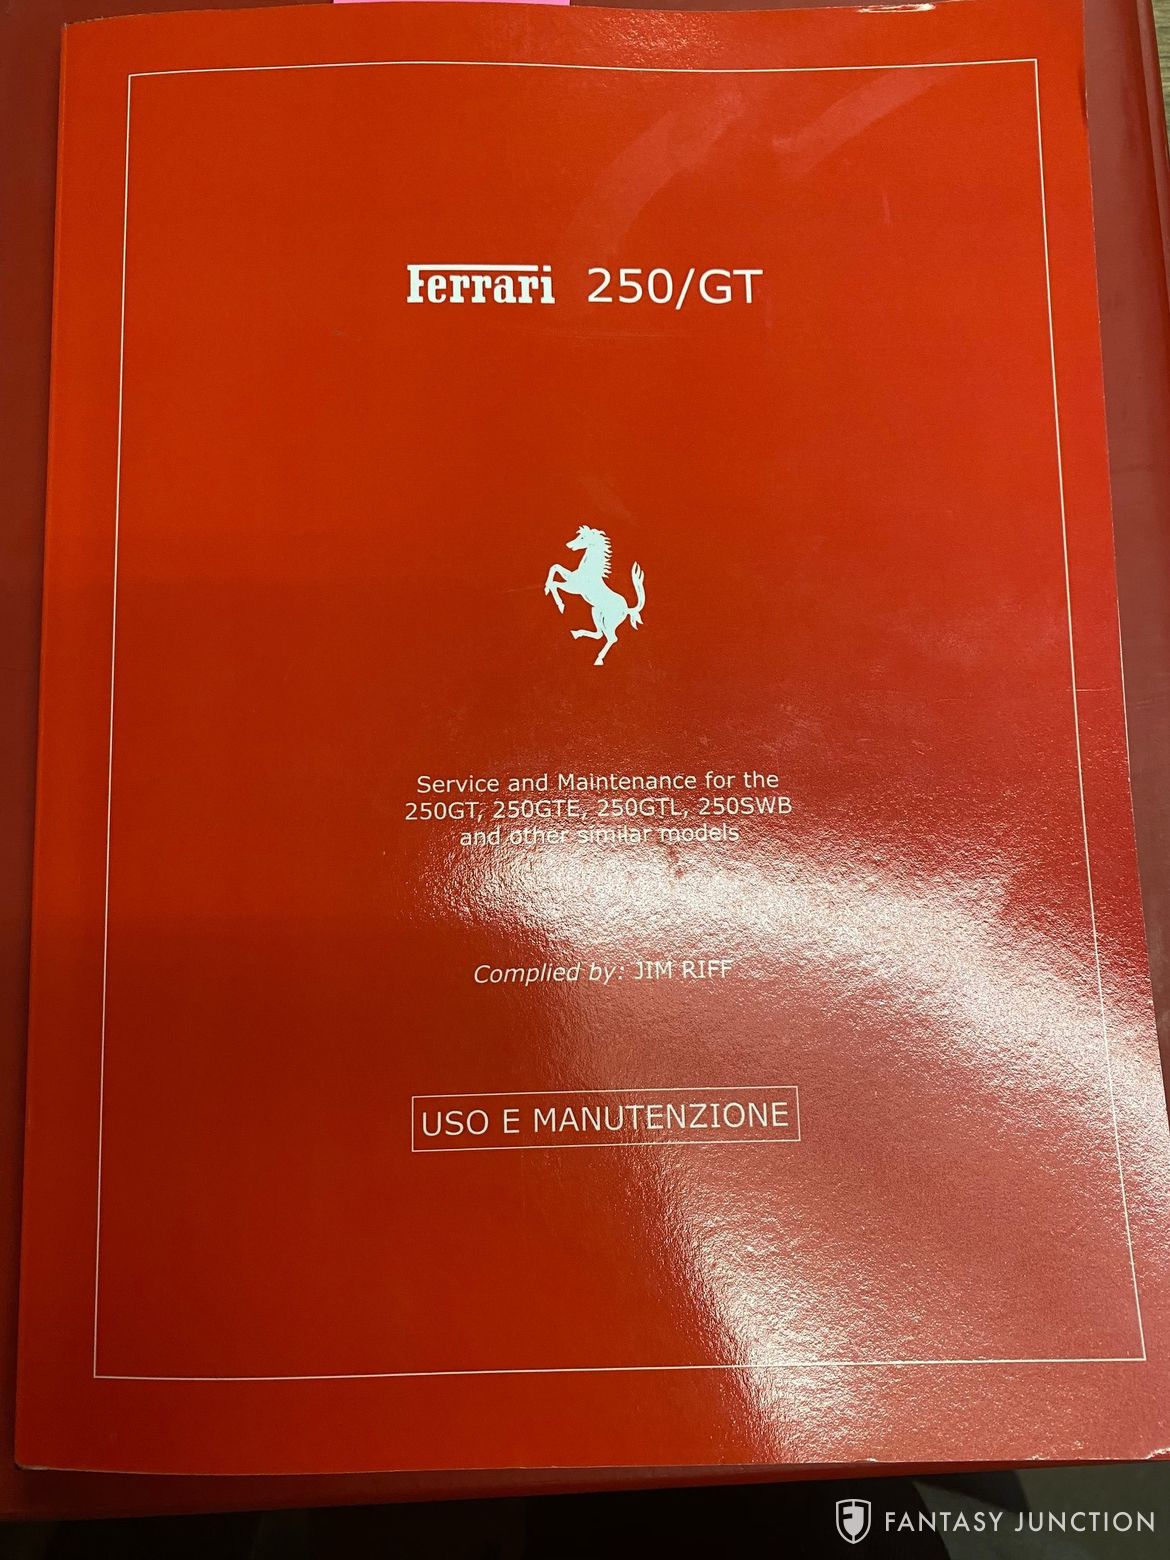 Ferrari 250/GT
Service and Maintenance for the
250GT, 250GTE, 250GTL, 250SWB
and other similar models
Complied by: JIM RIFF
USO E MANUTENZIONE
FANTASY JUNCTION